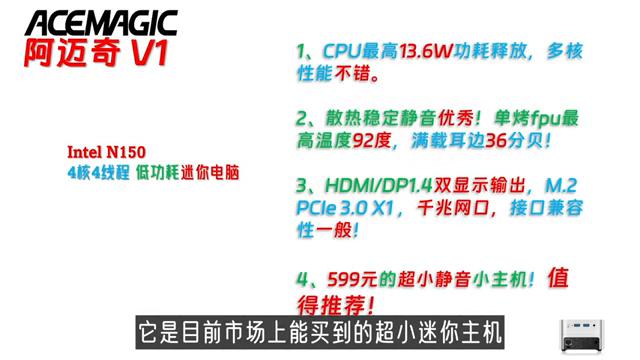 ACEMAGIC
阿迈奇 V1
Intel N150
4核4线程 低功耗迷你电脑
1、CPU最高13.6W功耗释放，多核
性能不错。
2、散热稳定静音优秀！单烤fpu最
高温度92度，满载耳边36分贝！
3、HDMI/DP1.4双显示输出，M.2
PCIe 3.0 X1，千兆网口，接口兼容
性一般！
4、599元的超小静音小主机！值
得推荐！
它是目前市场上能买到的超小迷你主机